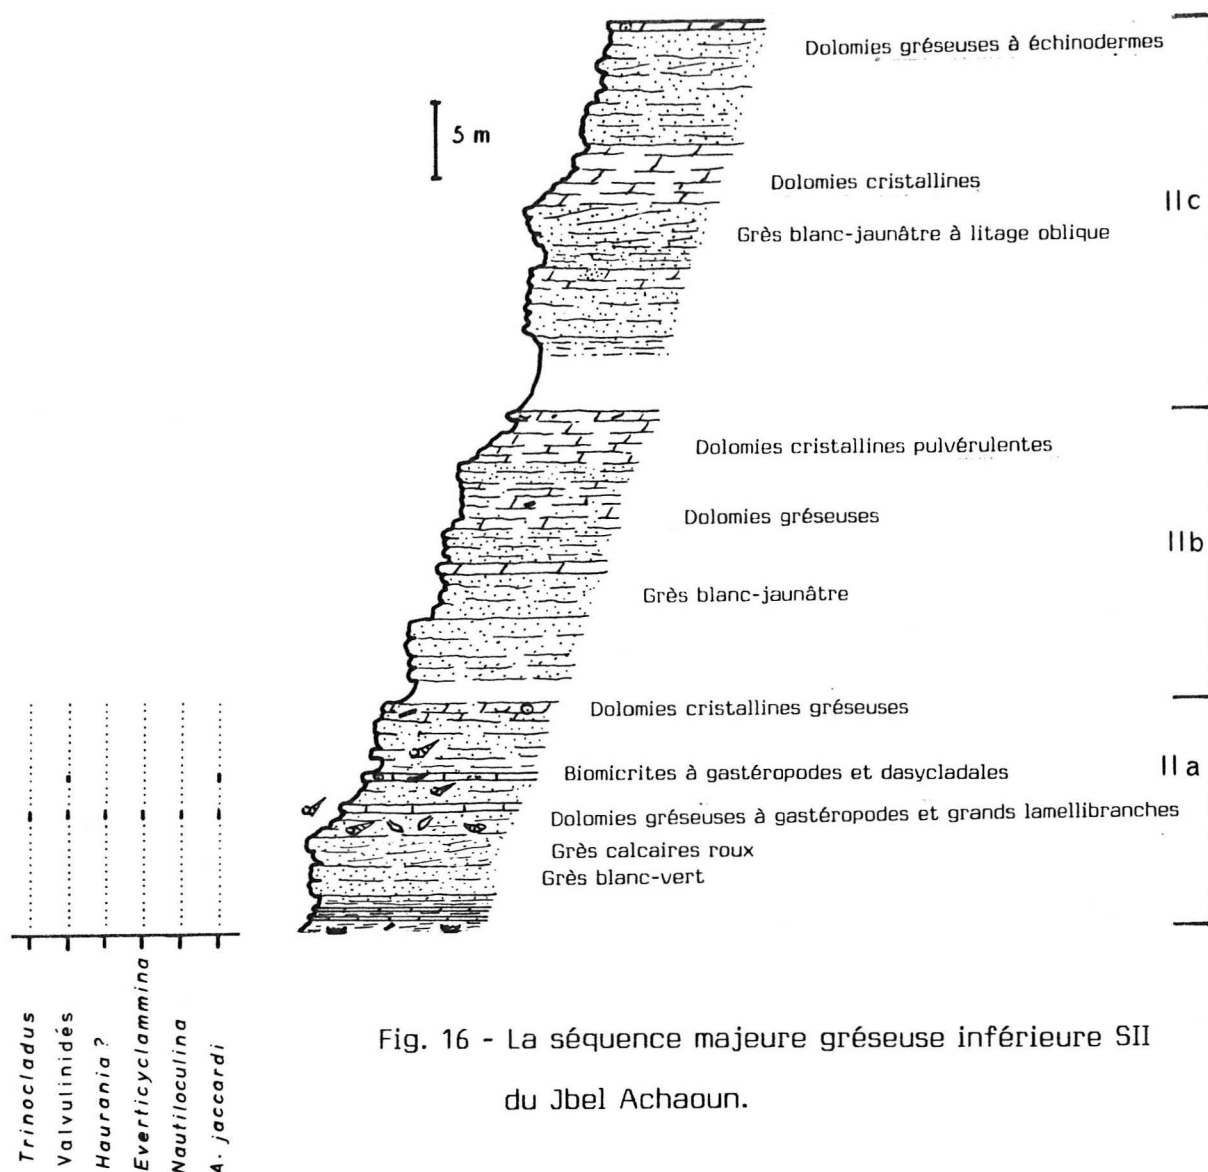 Dolomies gréseuses à échinodermes
5 m
Dolomies cristallines
IIc
Grès blanc-jaunâtre à litage oblique
Dolomies cristallines pulvérulentes
Dolomies gréseuses
IIb
Grès blanc-jaunâtre
Dolomies cristallines gréseuses
Biomicrites à gastéropodes et dasycladales
IIa
Dolomies gréseuses à gastéropodes et grands lamellibranches
Grès calcaires roux
Grès blanc-vert
Trinocladus
Valvulinidés
Haurania ?
Everticyclammina
Nautiloculina
A. jaccardi
Fig. 16 - La séquence majeure gréseuse inférieure SII
du Jbel Achaoun.